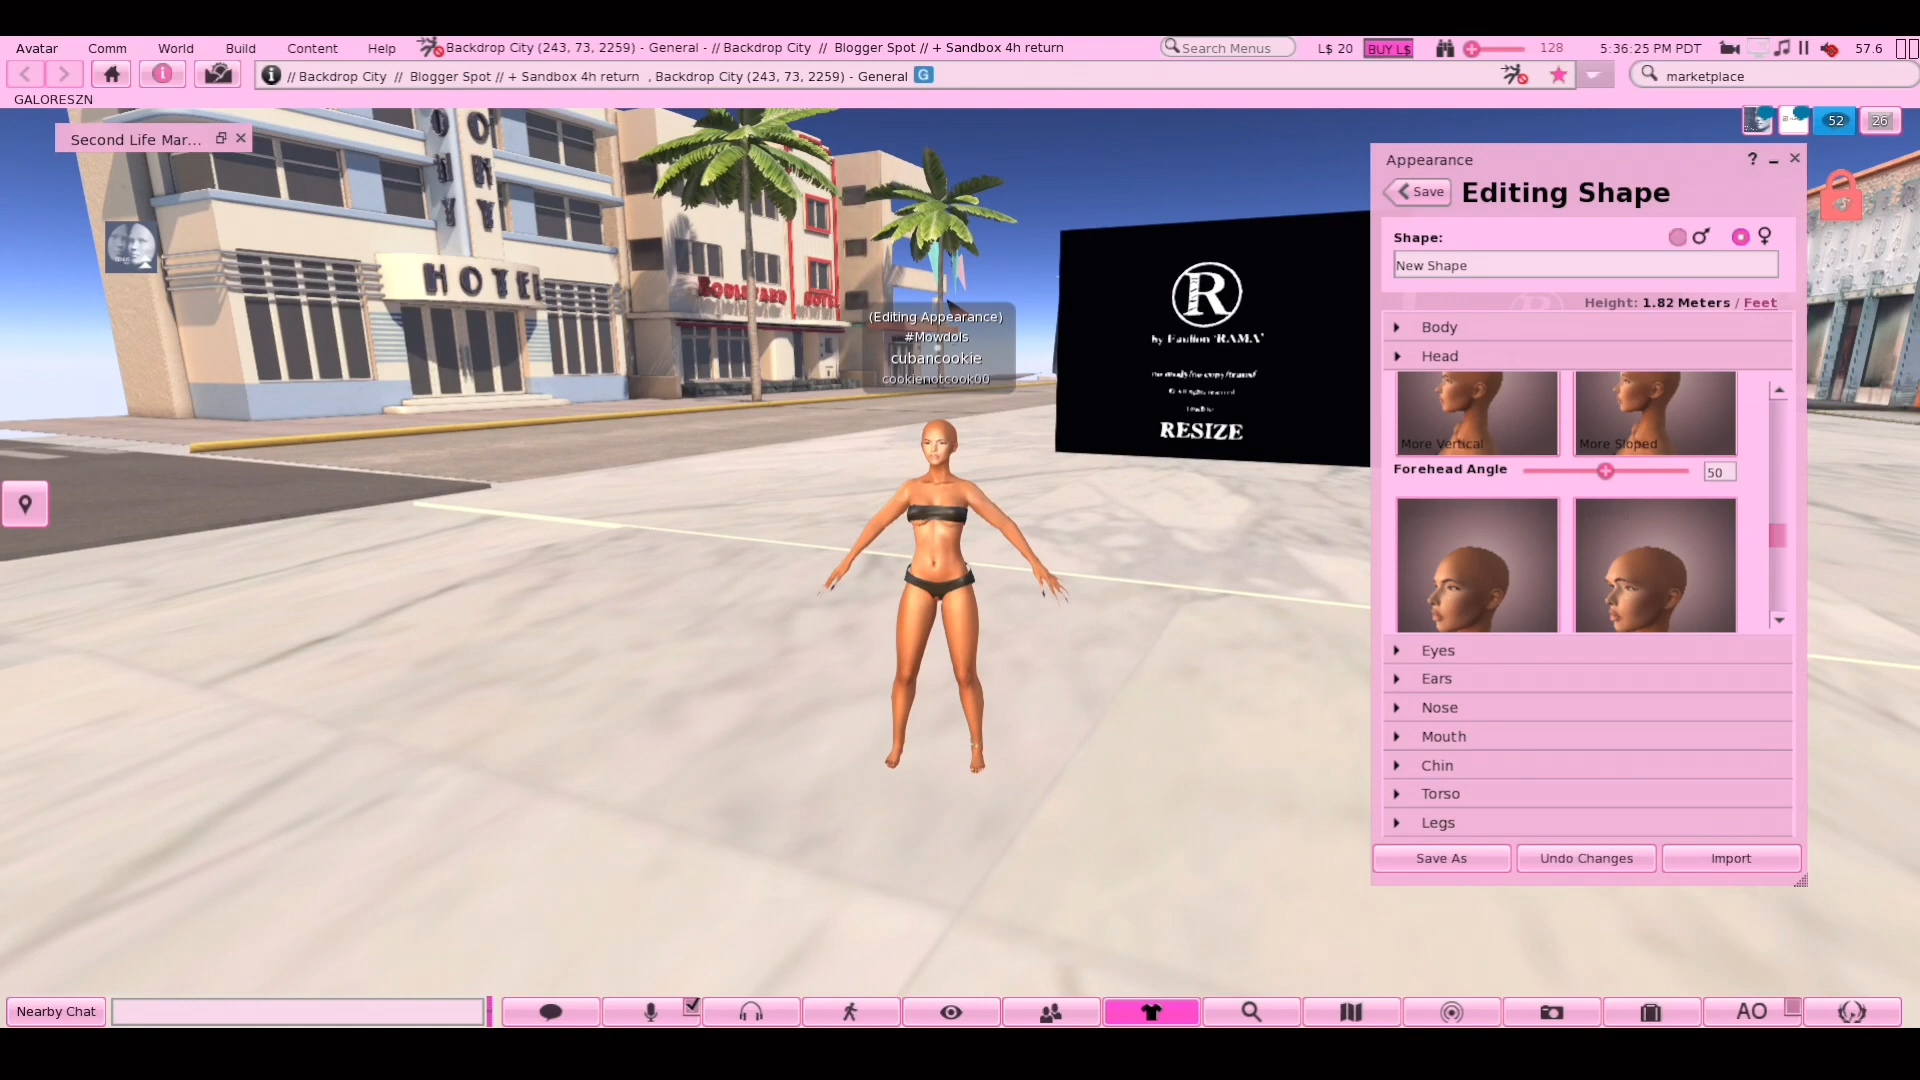 Avatar Comm World Build Content Help Backdrop City (243, 73, 2259) - General - // Backdrop City // Blogger Spot // + Sandbox 4h return Search Menus L$ 20 BUY L$ 128 5:36:25 PM PDT 57.6
// Backdrop City // Blogger Spot // + Sandbox 4h return , Backdrop City (243, 73, 2259) - General G marketplace
GALORESZN
52 26
Second Life Mar...
HOTEL
BOULEVARD HOTEL
(Editing Appearance)
#Mowdols
cubancookie
cookienotcook00
R
RESIZE
Appearance ?
Save Editing Shape
Shape:
New Shape
Height: 1.82 Meters / Feet
Body
Head
More Vertical More Sloped
Forehead Angle 50
Eyes
Ears
Nose
Mouth
Chin
Torso
Legs
Save As Undo Changes Import
Nearby Chat AO